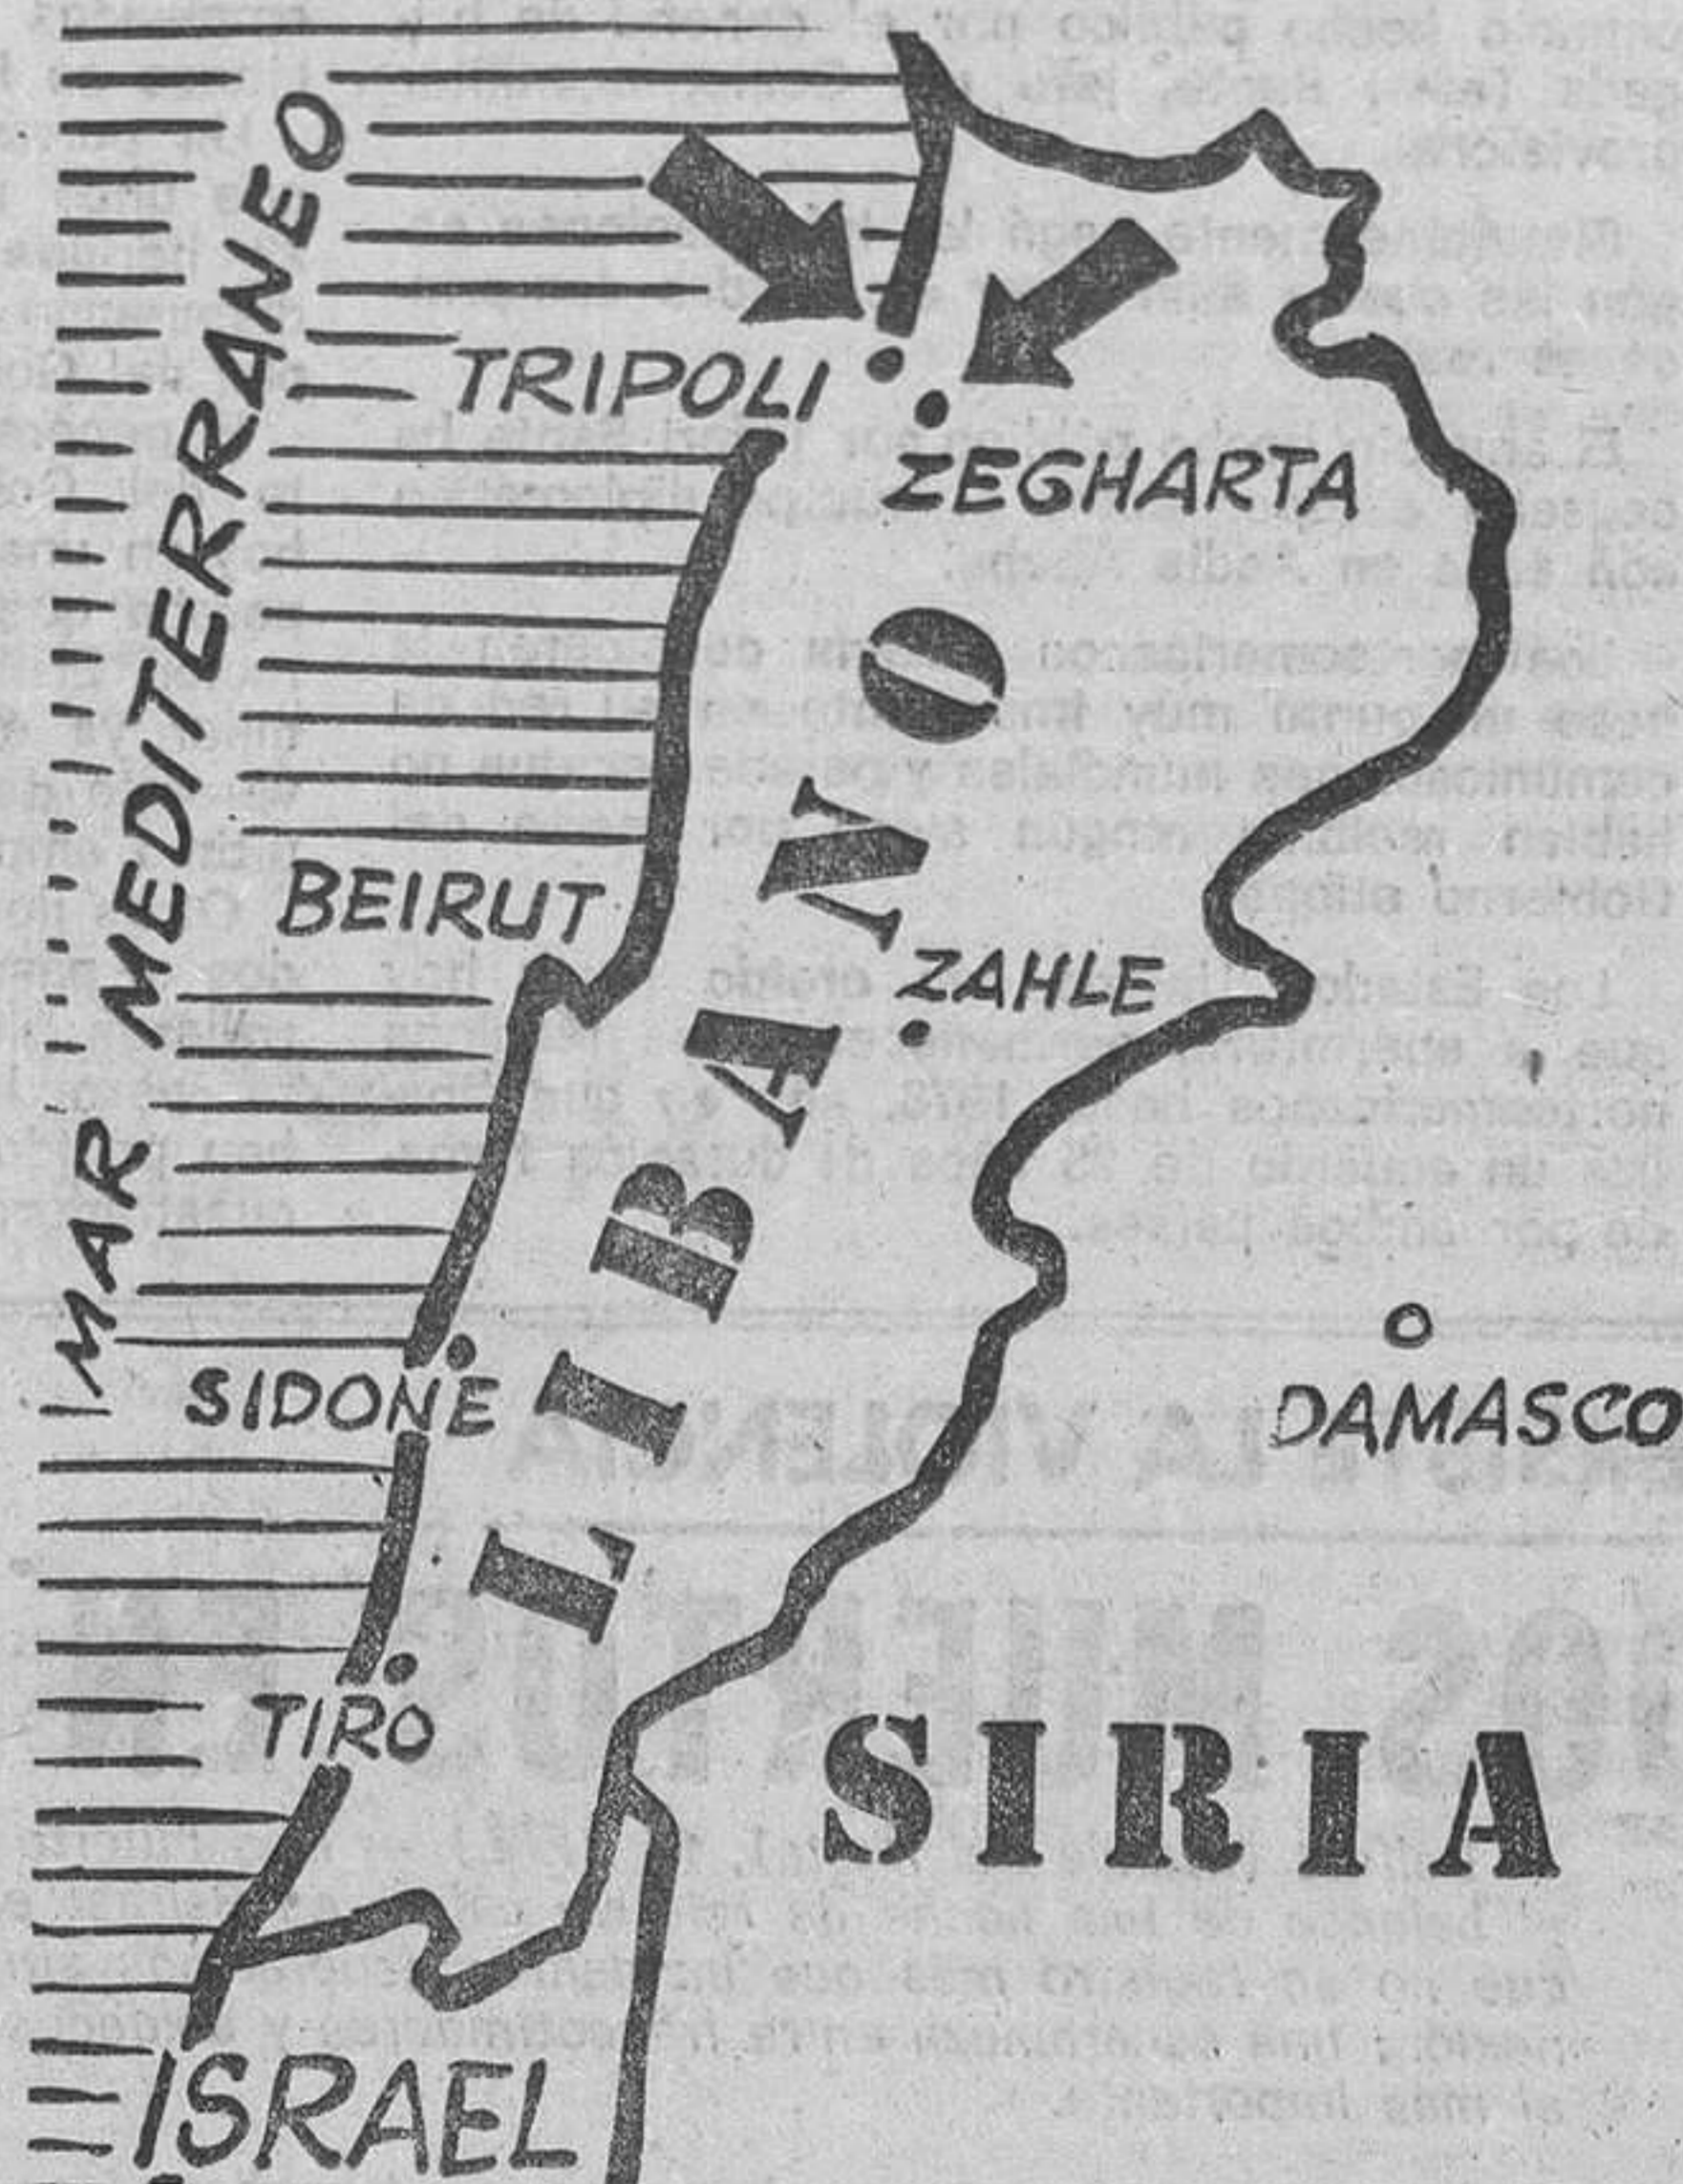 MAR MEDITERRANEO
TRIPOLI
ZEGHARTA
BEIRUT
ZAHLE
LIBANO
DAMASCO
SIDONE
TIRO
SIRIA
ISRAEL